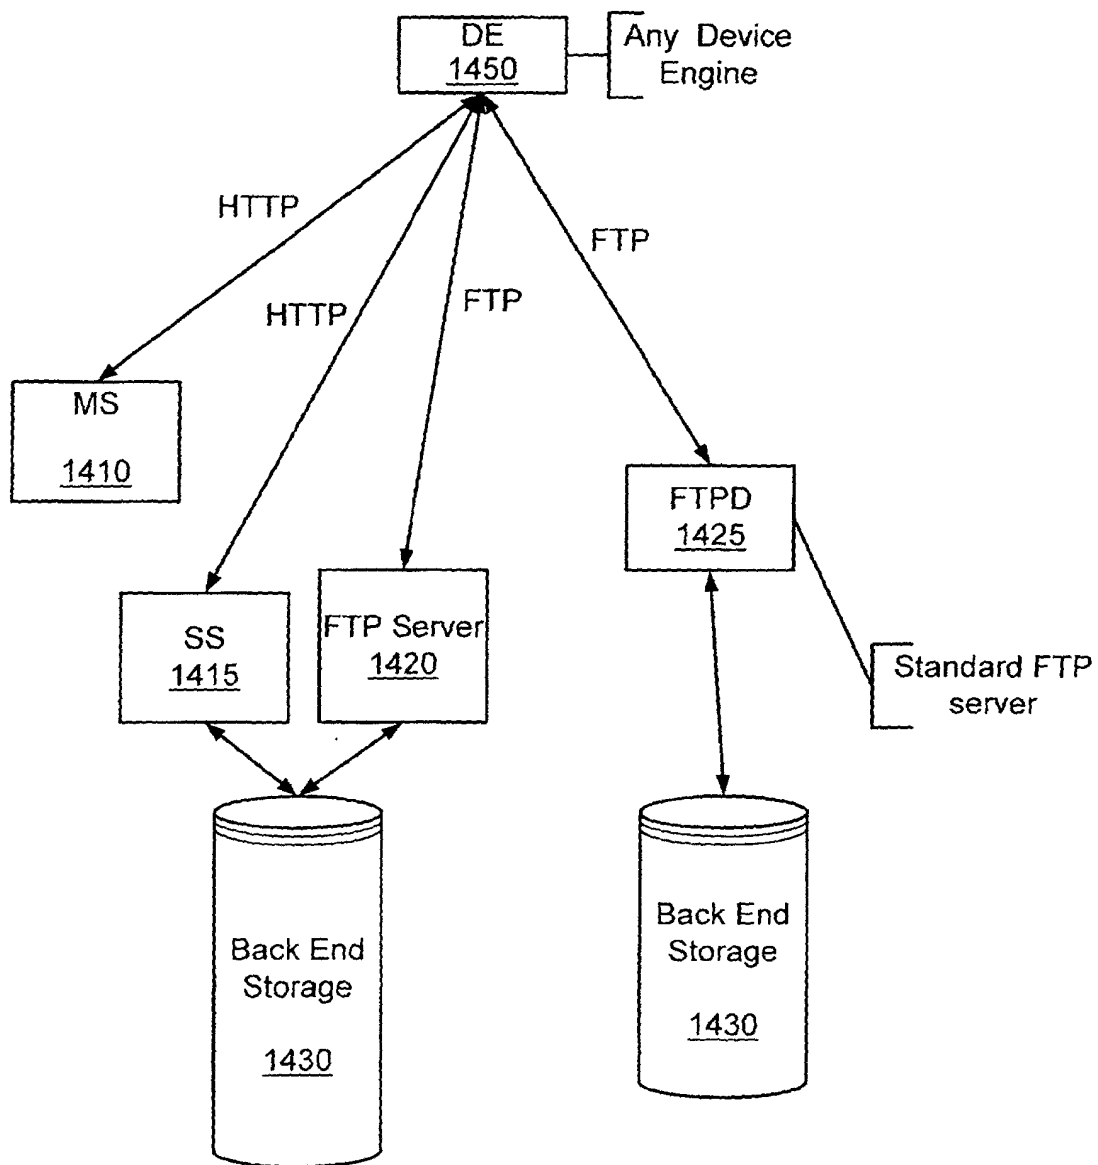 DE
1450
Any Device
Engine
HTTP
HTTP
FTP
FTP
MS
1410
FTPD
1425
SS
1415
FTP Server
1420
Standard FTP
server
Back End
Storage
1430
Back End
Storage
1430